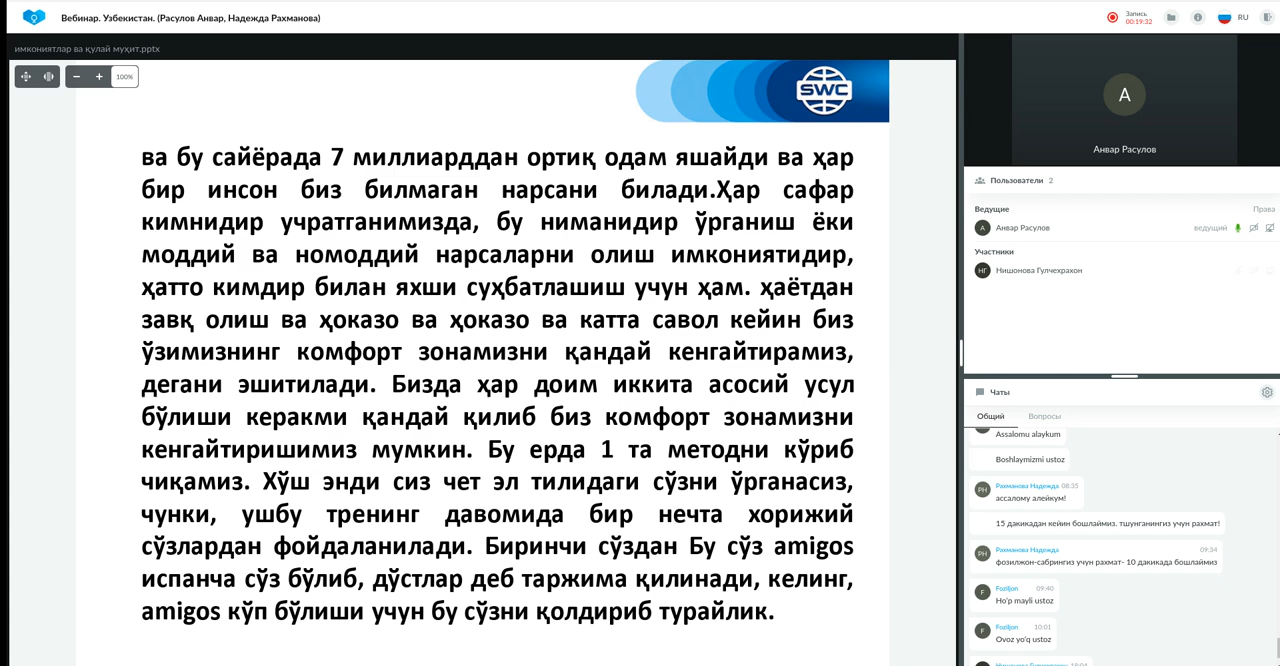 Вебинар. Узбекистан. (Расулов Анвар, Надежда Рахманова)
Запись
00:19:32
RU
имкониятлар ва қулай муҳит.pptx
100%
SWC
ва бу сайёрада 7 миллиарддан ортиқ одам яшайди ва ҳар
бир инсон биз билмаган нарсани билади.Ҳар сафар
кимнидир учратганимизда, бу ниманидир ўрганиш ёки
моддий ва номоддий нарсаларни олиш имкониятидир,
ҳатто кимдир билан яхши суҳбатлашиш учун ҳам. ҳаётдан
завқ олиш ва ҳоказо ва ҳоказо ва катта савол кейин биз
ўзимизнинг комфорт зонамизни қандай кенгайтирамиз,
дегани эшитилади. Бизда ҳар доим иккита асосий усул
бўлиши керакми қандай қилиб биз комфорт зонамизни
кенгайтиришимиз мумкин. Бу ерда 1 та методни кўриб
чиқамиз. Хўш энди сиз чет эл тилидаги сўзни ўрганасиз,
чунки, ушбу тренинг давомида бир нечта хорижий
сўзлардан фойдаланилади. Биринчи сўздан Бу сўз amigos
испанча сўз бўлиб, дўстлар деб таржима қилинади, келинг,
amigos кўп бўлиши учун бу сўзни қолдириб турайлик.
А
Анвар Расулов
Пользователи 2
Ведущие Права
А Анвар Расулов ведущий
Участники
НГ Нишонова Гулчехрахон
Чаты
Общий Вопросы
Assalomu alaykum
Boshlaymizmi ustoz
РН Рахманова Надежда 08:35
ассалому алейкум!
15 дакикадан кейин бошлаймиз. тшунганингиз учун рахмат!
РН Рахманова Надежда 09:34
фозилжон-сабрингиз учун рахмат- 10 дакикада бошлаймиз
F Foziljon 09:40
Ho'p mayli ustoz
F Foziljon 10:01
Ovoz yo'q ustoz